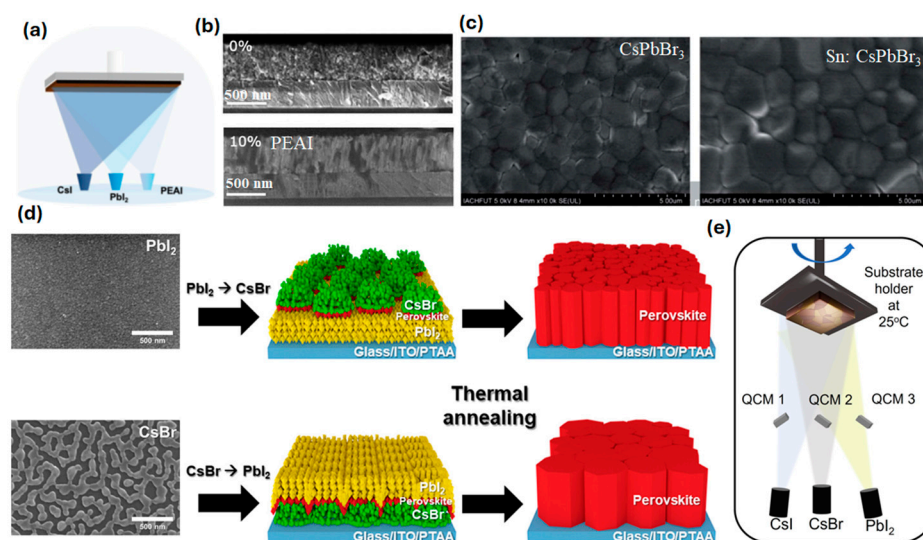 (a)
CsI
PbI₂
PEAI
(b)
0%
500 nm
10%
PEAI
500 nm
(c)
CsPbBr₃
IACHFUT 5.0kV 8.4mm x10.0k SE(UL)
5.00um
Sn: CsPbBr₃
IACHFUT 5.0kV 8.4mm x10.0k SE(UL)
5.00um
(d)
PbI₂
500 nm
PbI₂ → CsBr
CsBr
Perovskite
PbI₂
Glass/ITO/PTAA
Perovskite
Glass/ITO/PTAA
Thermal
annealing
CsBr
500 nm
CsBr → PbI₂
PbI₂
Perovskite
CsBr
Glass/ITO/PTAA
Perovskite
Glass/ITO/PTAA
(e)
Substrate
holder
at
25ºC
QCM 1
QCM 2
QCM 3
CsI
CsBr
PbI₂